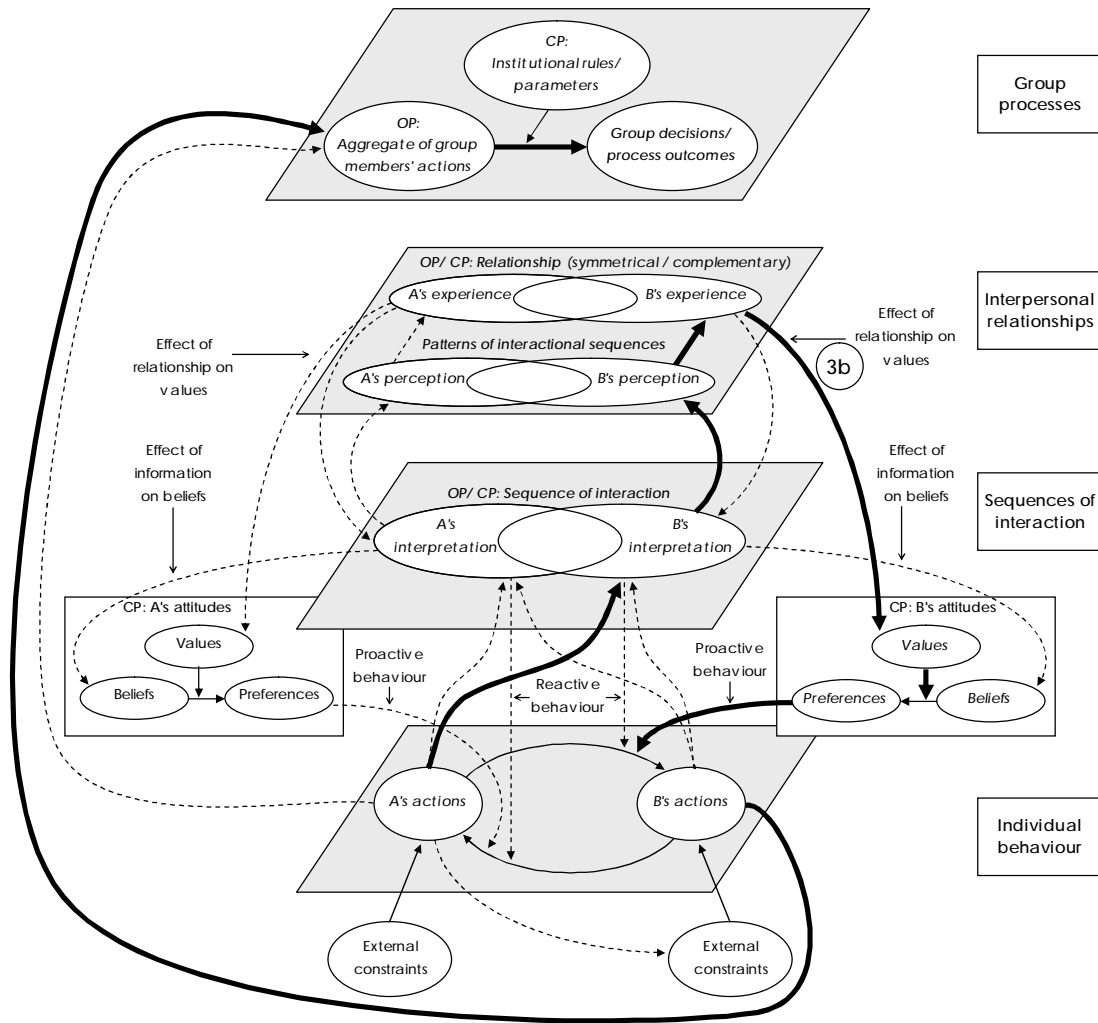 CP:
Institutional rules/
parameters
Group
processes
OP:
Aggregate of group
members' actions
Group decisions/
process outcomes
OP/ CP: Relationship (symmetrical / complementary)
A's experience
B's experience
Interpersonal
relationships
Effect of
relationship on
values
Patterns of interactional sequences
A's perception
B's perception
Effect of
relationship on
values
3b
Effect of
information
on beliefs
OP/ CP: Sequence of interaction
A's
interpretation
B's
interpretation
Effect of
information
on beliefs
Sequences of
interaction
CP: A's attitudes
Values
Beliefs
Preferences
Proactive
behaviour
Reactive
behaviour
Proactive
behaviour
CP: B's attitudes
Values
Preferences
Beliefs
A's actions
B's actions
Individual
behaviour
External
constraints
External
constraints